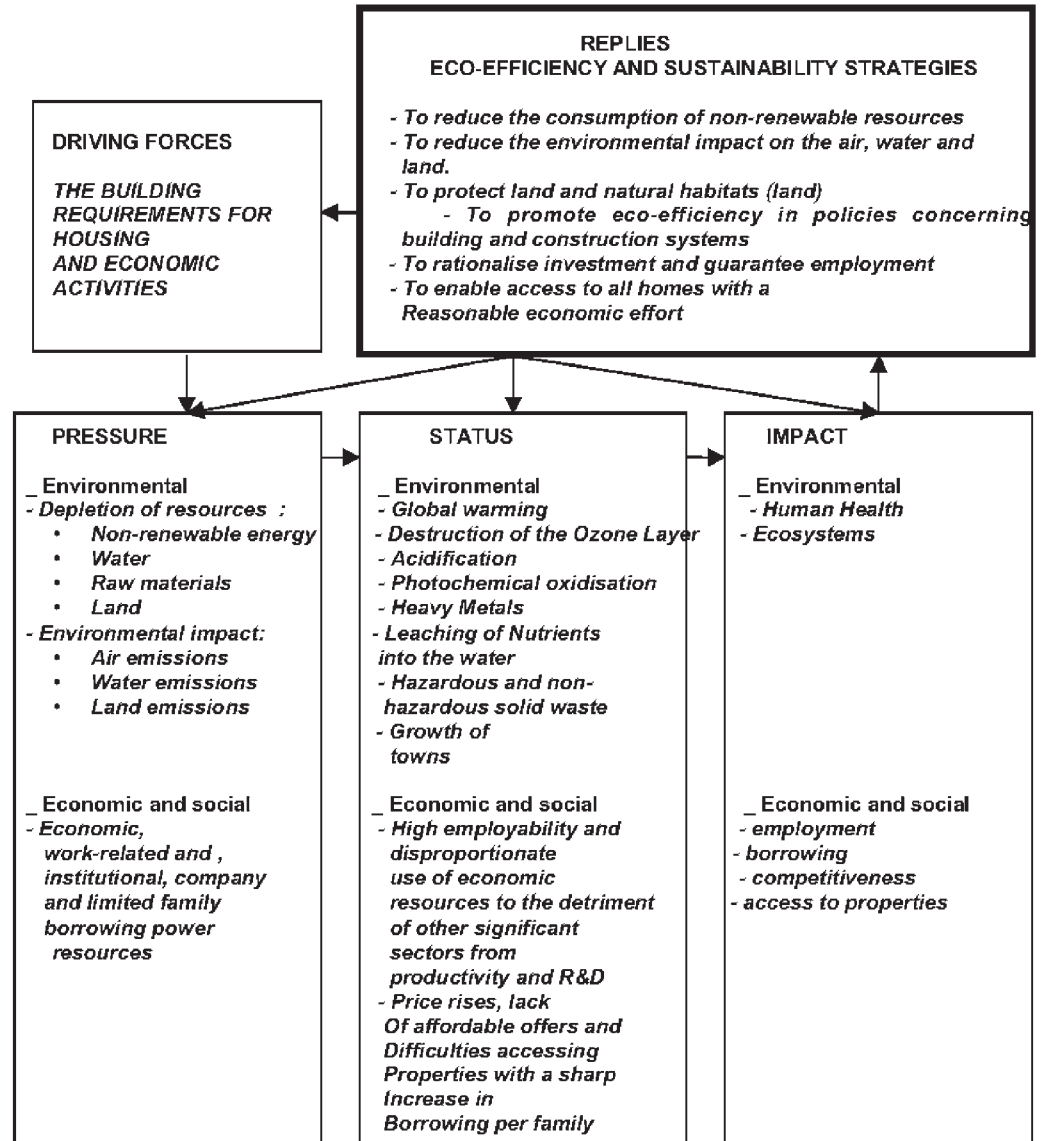 REPLIES
ECO-EFFICIENCY AND SUSTAINABILITY STRATEGIES
- To reduce the consumption of non-renewable resources
- To reduce the environmental impact on the air, water and
land.
- To protect land and natural habitats (land)
- To promote eco-efficiency in policies concerning
building and construction systems
- To rationalise investment and guarantee employment
- To enable access to all homes with a
Reasonable economic effort
DRIVING FORCES
THE BUILDING
REQUIREMENTS FOR
HOUSING
AND ECONOMIC
ACTIVITIES
PRESSURE
_ Environmental
- Depletion of resources :
• Non-renewable energy
• Water
• Raw materials
• Land
- Environmental impact:
• Air emissions
• Water emissions
• Land emissions
_ Economic and social
- Economic,
work-related and ,
institutional, company
and limited family
borrowing power
resources
STATUS
_ Environmental
- Global warming
- Destruction of the Ozone Layer
- Acidification
- Photochemical oxidisation
- Heavy Metals
- Leaching of Nutrients
into the water
- Hazardous and non-
hazardous solid waste
- Growth of
towns
_ Economic and social
- High employability and
disproportionate
use of economic
resources to the detriment
of other significant
sectors from
productivity and R&D
- Price rises, lack
Of affordable offers and
Difficulties accessing
Properties with a sharp
Increase in
Borrowing per family
IMPACT
_ Environmental
- Human Health
- Ecosystems
_ Economic and social
- employment
- borrowing
- competitiveness
- access to properties